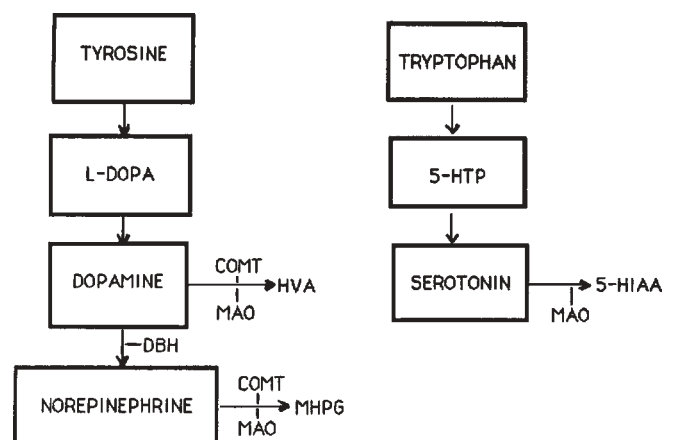 TYROSINE
L-DOPA
DOPAMINE
COMT
HVA
MAO
DBH
NOREPINEPHRINE
COMT
MHPG
MAO
TRYPTOPHAN
5-HTP
SEROTONIN
5-HIAA
MAO